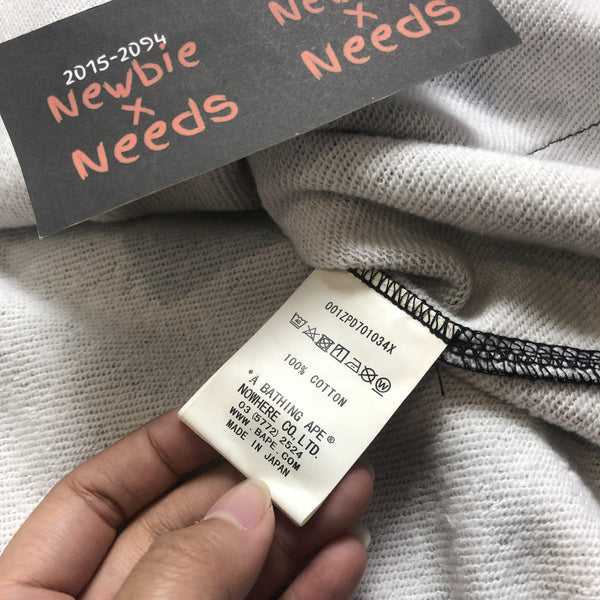 2015-2094
Newbie
x
Needs
Newbie
x
Needs
001ZPD701034X
100% COTTON
*A BATHING APE®
NOWHERE CO,LTD.
03 (5772) 2524
WWW.BAPE.COM
MADE IN JAPAN